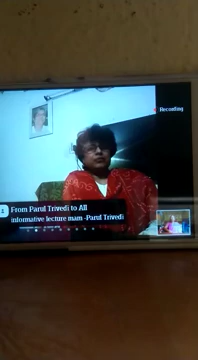 Recording
From Parul Trivedi to All
informative lecture mam -Parul Trivedi